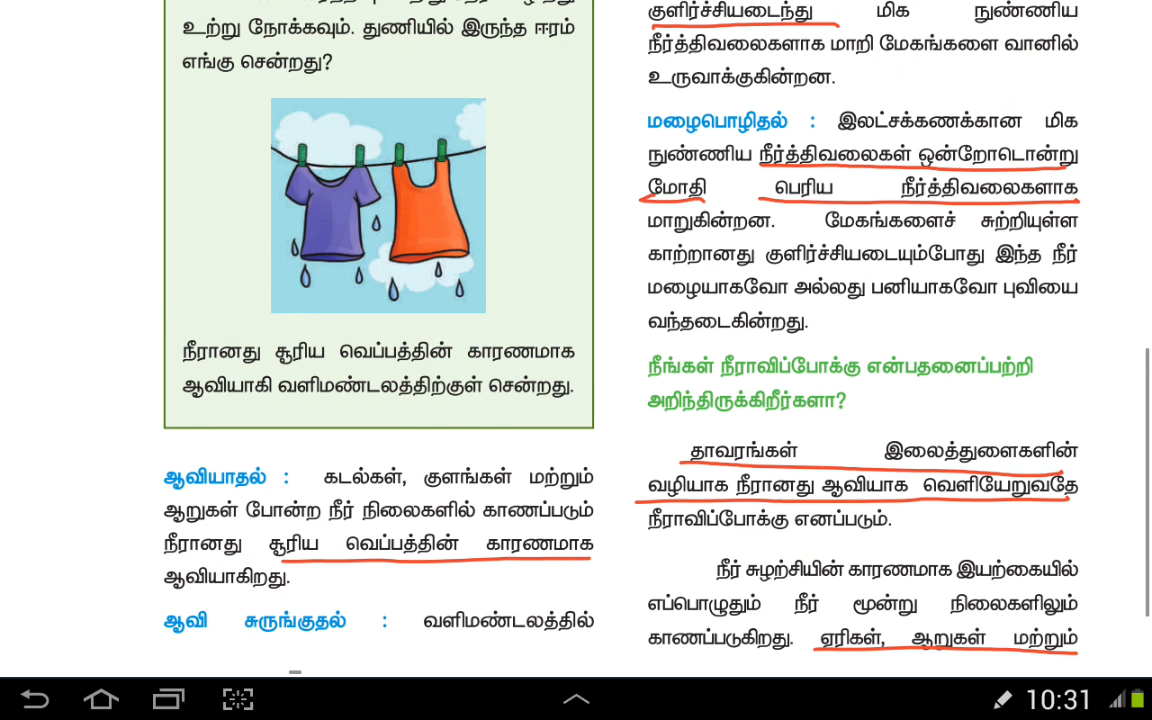 உற்று நோக்கவும். துணியில் இருந்த ஈரம்
எங்கு சென்றது?
நீரானது சூரிய வெப்பத்தின் காரணமாக
ஆவியாகி வளிமண்டலத்திற்குள் சென்றது.
ஆவியாதல் : கடல்கள், குளங்கள் மற்றும்
ஆறுகள் போன்ற நீர் நிலைகளில் காணப்படும்
நீரானது சூரிய வெப்பத்தின் காரணமாக
ஆவியாகிறது.
ஆவி சுருங்குதல் : வளிமண்டலத்தில்
குளிர்ச்சியடைந்து மிக நுண்ணிய
நீர்த்திவலைகளாக மாறி மேகங்களை வானில்
உருவாக்குகின்றன.
மழைபொழிதல் : இலட்சக்கணக்கான மிக
நுண்ணிய நீர்த்திவலைகள் ஒன்றோடொன்று
மோதி பெரிய நீர்த்திவலைகளாக
மாறுகின்றன. மேகங்களைச் சுற்றியுள்ள
காற்றானது குளிர்ச்சியடையும்போது இந்த நீர்
மழையாகவோ அல்லது பனியாகவோ புவியை
வந்தடைகின்றது.
நீங்கள் நீராவிப்போக்கு என்பதனைப்பற்றி
அறிந்திருக்கிறீர்களா?
தாவரங்கள் இலைத்துளைகளின்
வழியாக நீரானது ஆவியாக வெளியேறுவதே
நீராவிப்போக்கு எனப்படும்.
நீர் சுழற்சியின் காரணமாக இயற்கையில்
எப்பொழுதும் நீர் மூன்று நிலைகளிலும்
காணப்படுகிறது. ஏரிகள், ஆறுகள் மற்றும்
10:31